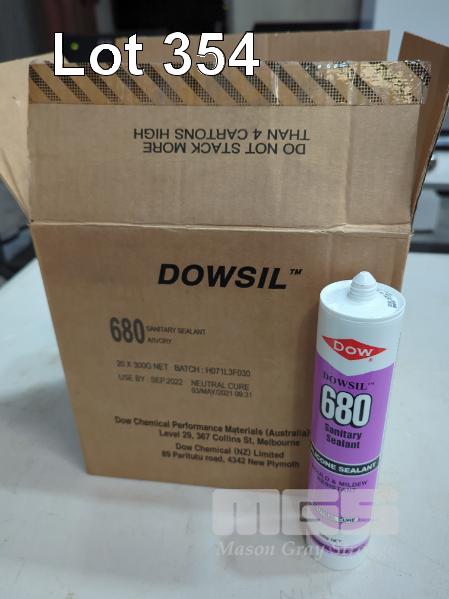 Lot 354
DO NOT STACK MORE
THAN 4 CARTONS HIGH
DOWSIL™
680 SANITARY SEALANT
20 X 300G NET BATCH: H071L3F030
USE BY : SEP.2022 NEUTRAL CURE
03/MAY/2021 09:31
Dow Chemical Performance Materials (Australia)
Level 29, 367 Collins St, Melbourne
Dow Chemical (NZ) Limited
89 Paritutu road, 4342 New Plymoth
Dow
DOWSIL™
680
Sanitary
Sealant
SILICONE SEALANT
MOULD & MILDEW
RESISTANT
MGS
Mason Gray Strange